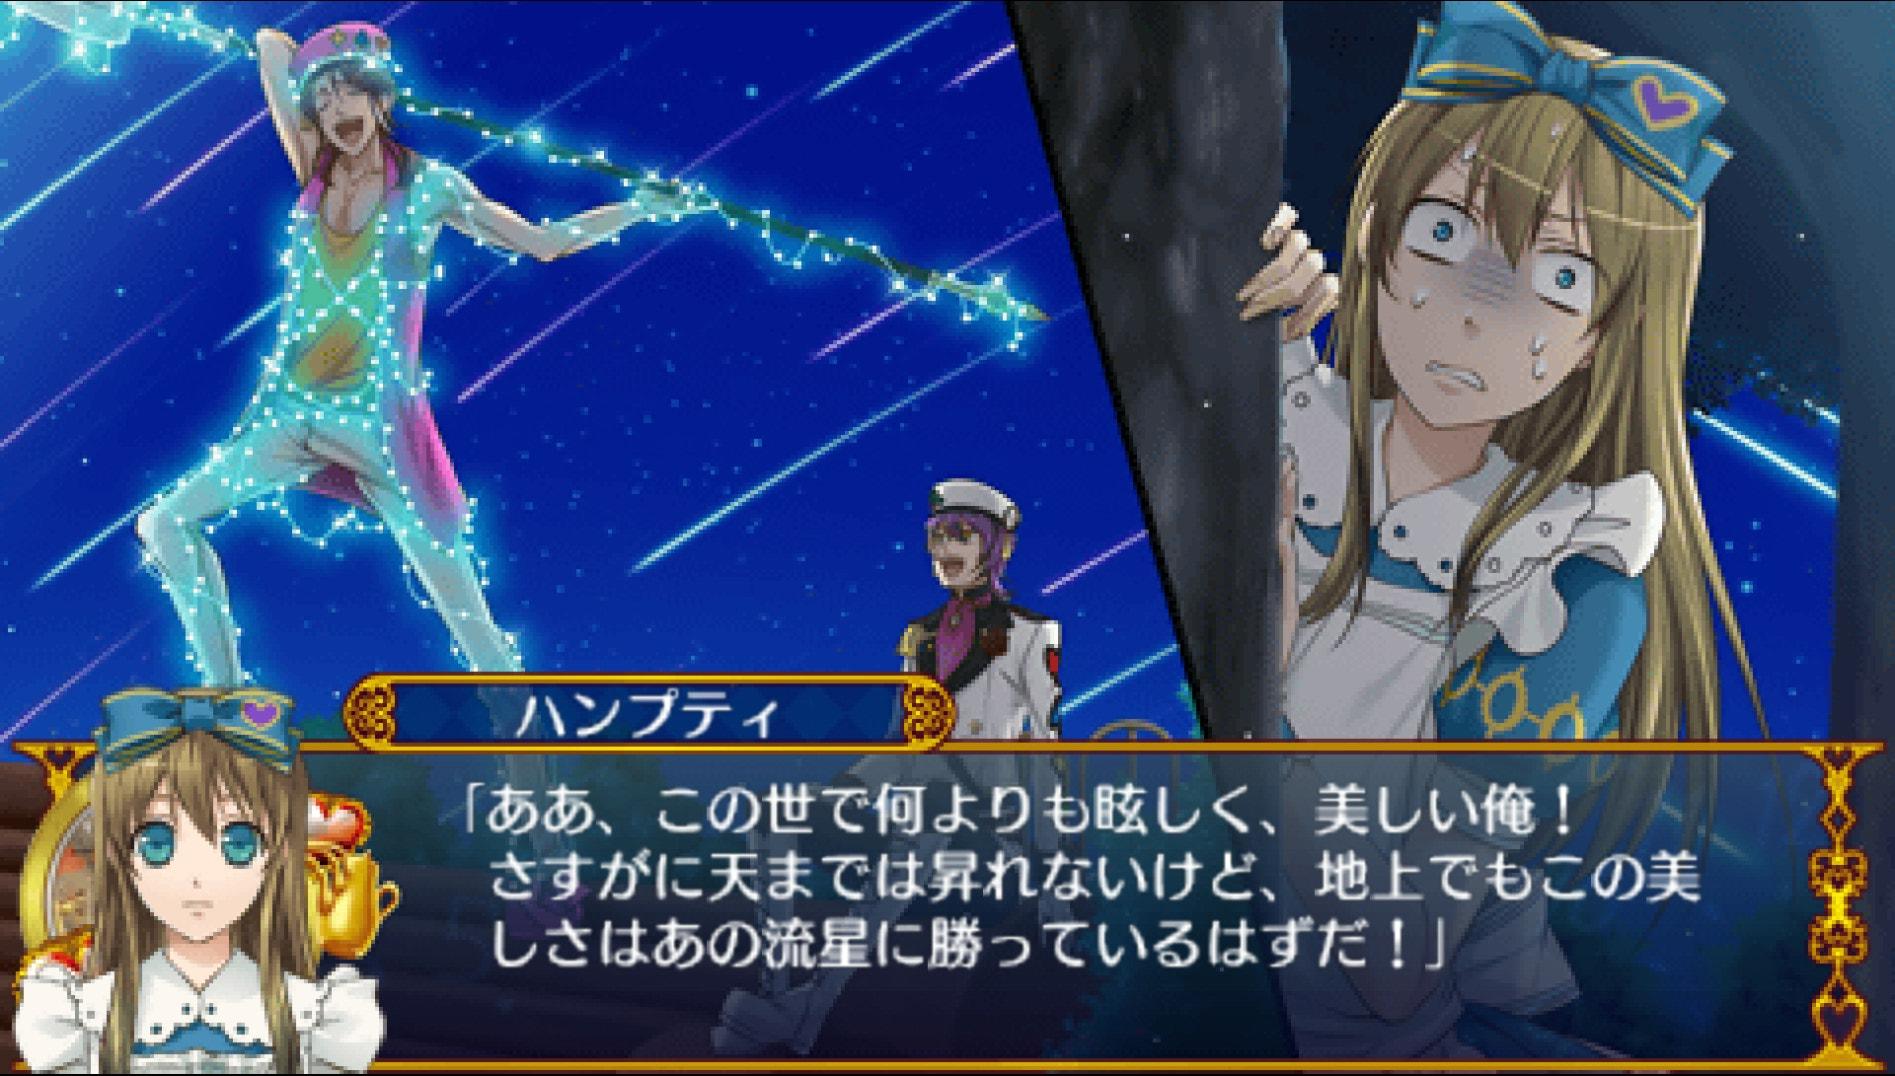 ハンプティ
「ああ、この世で何よりも眩しく、美しい俺！
さすがに天までは昇れないけど、地上でもこの美
しさはあの流星に勝っているはずだ！」